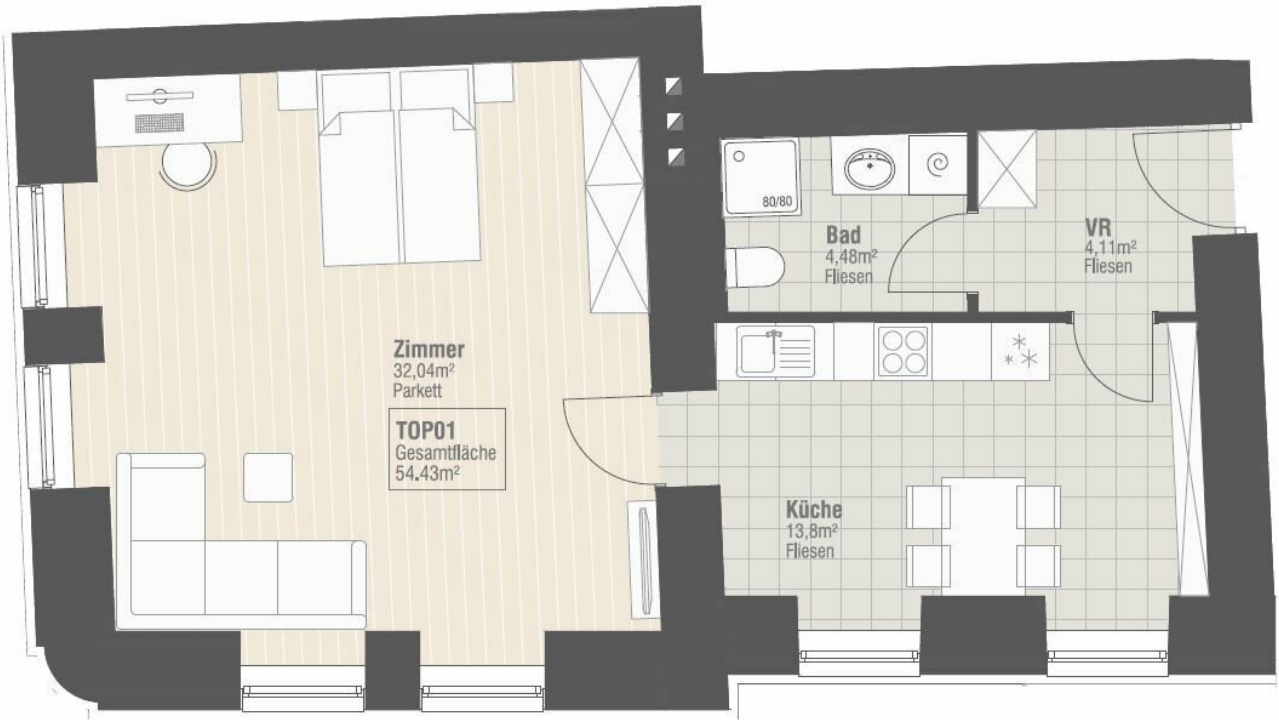 80/80
Bad
4,48m²
Fliesen
VR
4,11m²
Fliesen
Zimmer
32,04m²
Parkett
TOP01
Gesamtfläche
54.43m²
Küche
13,8m²
Fliesen